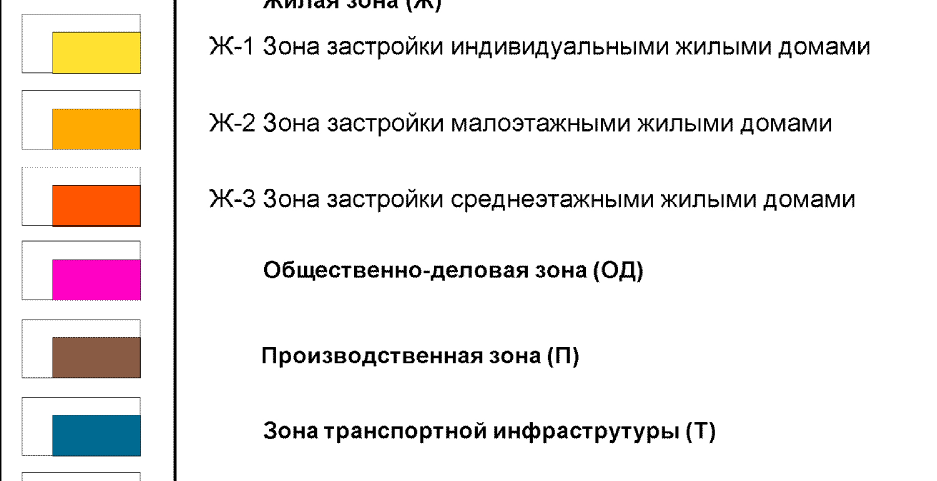 Жилая зона (Ж)
Ж-1 Зона застройки индивидуальными жилыми домами
Ж-2 Зона застройки малоэтажными жилыми домами
Ж-3 Зона застройки среднеэтажными жилыми домами
Общественно-деловая зона (ОД)
Производственная зона (П)
Зона транспортной инфраструтуры (Т)